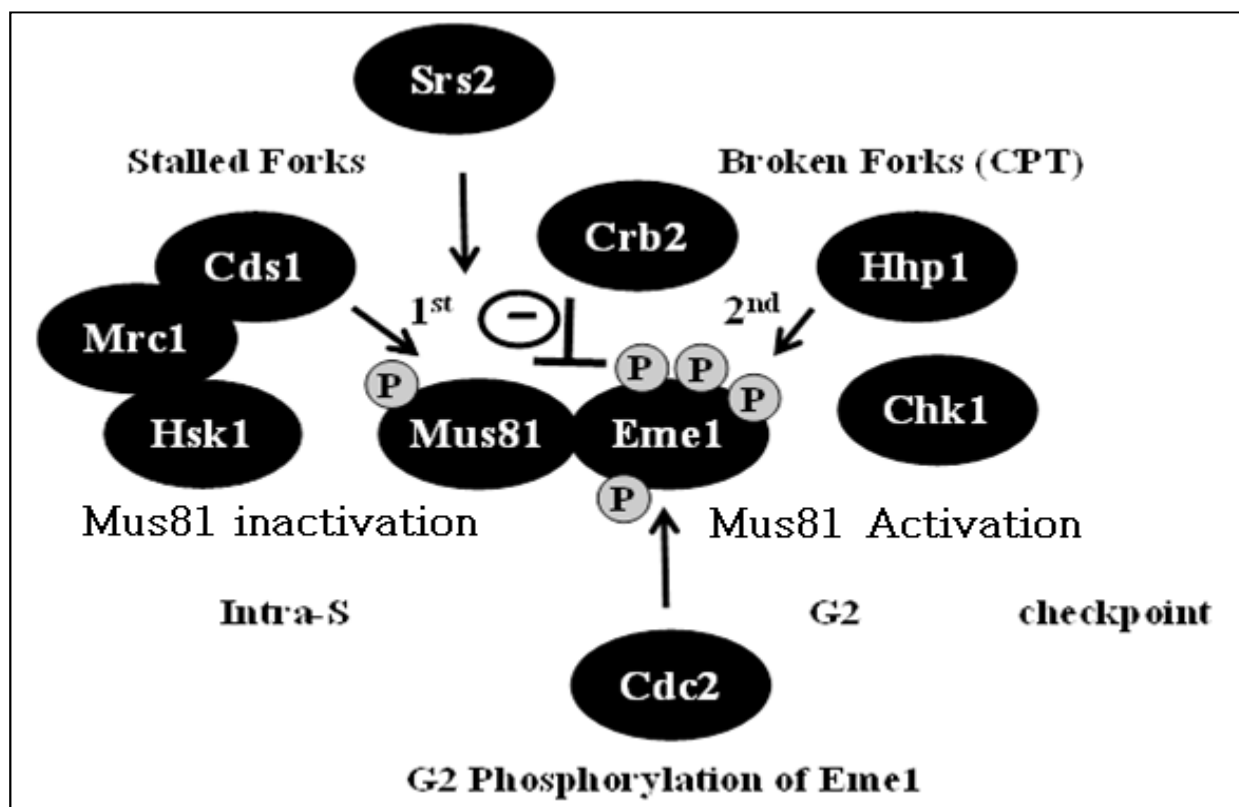 Srs2
Stalled Forks
Broken Forks (CPT)
Crb2
Cds1
Hhp1
1st
–
2nd
Mrc1
P
P
P
P
Chk1
Hsk1
Mus81
Eme1
P
Mus81 inactivation
Mus81 Activation
Intra-S
G2
checkpoint
Cdc2
G2 Phosphorylation of Eme1